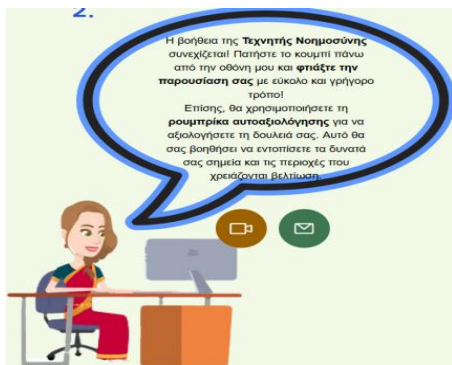 2.
Η βοήθεια της Τεχνητής Νοημοσύνης
συνεχίζεται! Πατήστε το κουμπί πάνω
από την οθόνη μου και φτιάξτε την
παρουσίαση σας με εύκολο και γρήγορο
τρόπο!
Επίσης, θα χρησιμοποιήσετε τη
ρουμπρίκα αυτοαξιολόγησης για να
αξιολογήσετε τη δουλειά σας. Αυτό θα
σας βοηθήσει να εντοπίσετε τα δυνατά
σας σημεία και τις περιοχές που
χρειάζονται βελτίωση.